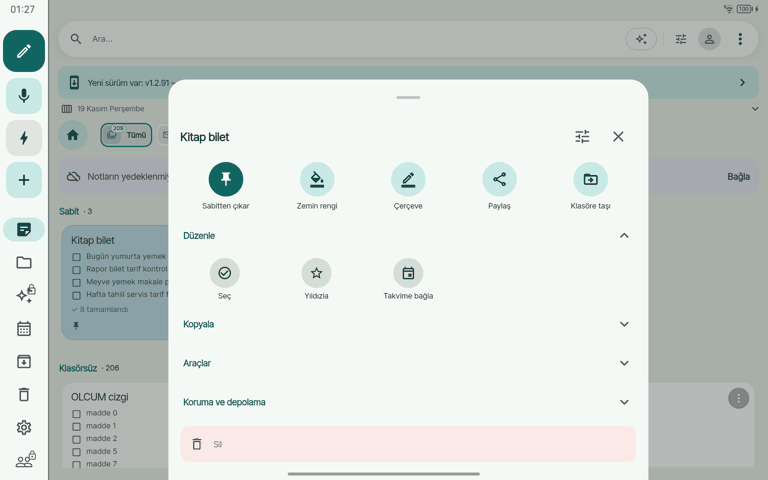 01:27
100
Ara...
Yeni sürüm var: v1.2.91 –
19 Kasım Perşembe
209
Tümü
Notların yedeklenmiy
Bağla
Sabit · 3
Kitap bilet
Bugün yumurta yemek
Rapor bilet tarif kontrol
Meyve yemek makale p
Hafta tahlil servis tarif f
✓ 8 tamamlandı
Klasörsüz · 206
OLCUM cizgi
madde 0
madde 1
madde 2
madde 5
madde 7
Kitap bilet
Sabitten çıkar
Zemin rengi
Çerçeve
Paylaş
Klasöre taşı
Düzenle
Seç
Yıldızla
Takvime bağla
Kopyala
Araçlar
Koruma ve depolama
Sil